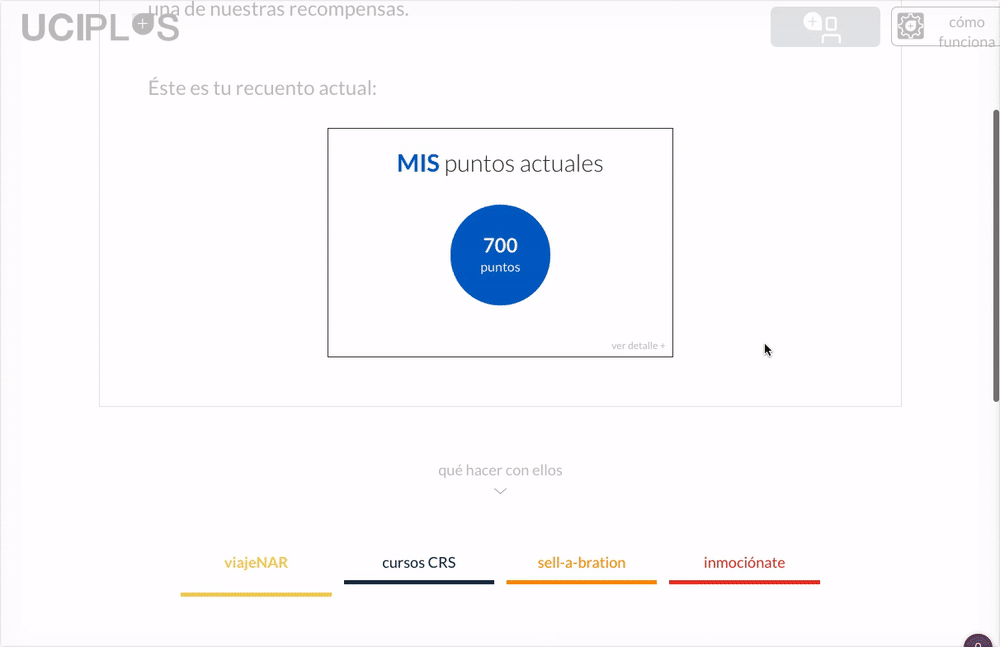 una de nuestras recompensas.
UCIPL+S
cómo
funciona
Éste es tu recuento actual:
MIS puntos actuales
700
puntos
ver detalle +
qué hacer con ellos
viajeNAR
cursos CRS
sell-a-bration
inmociónate